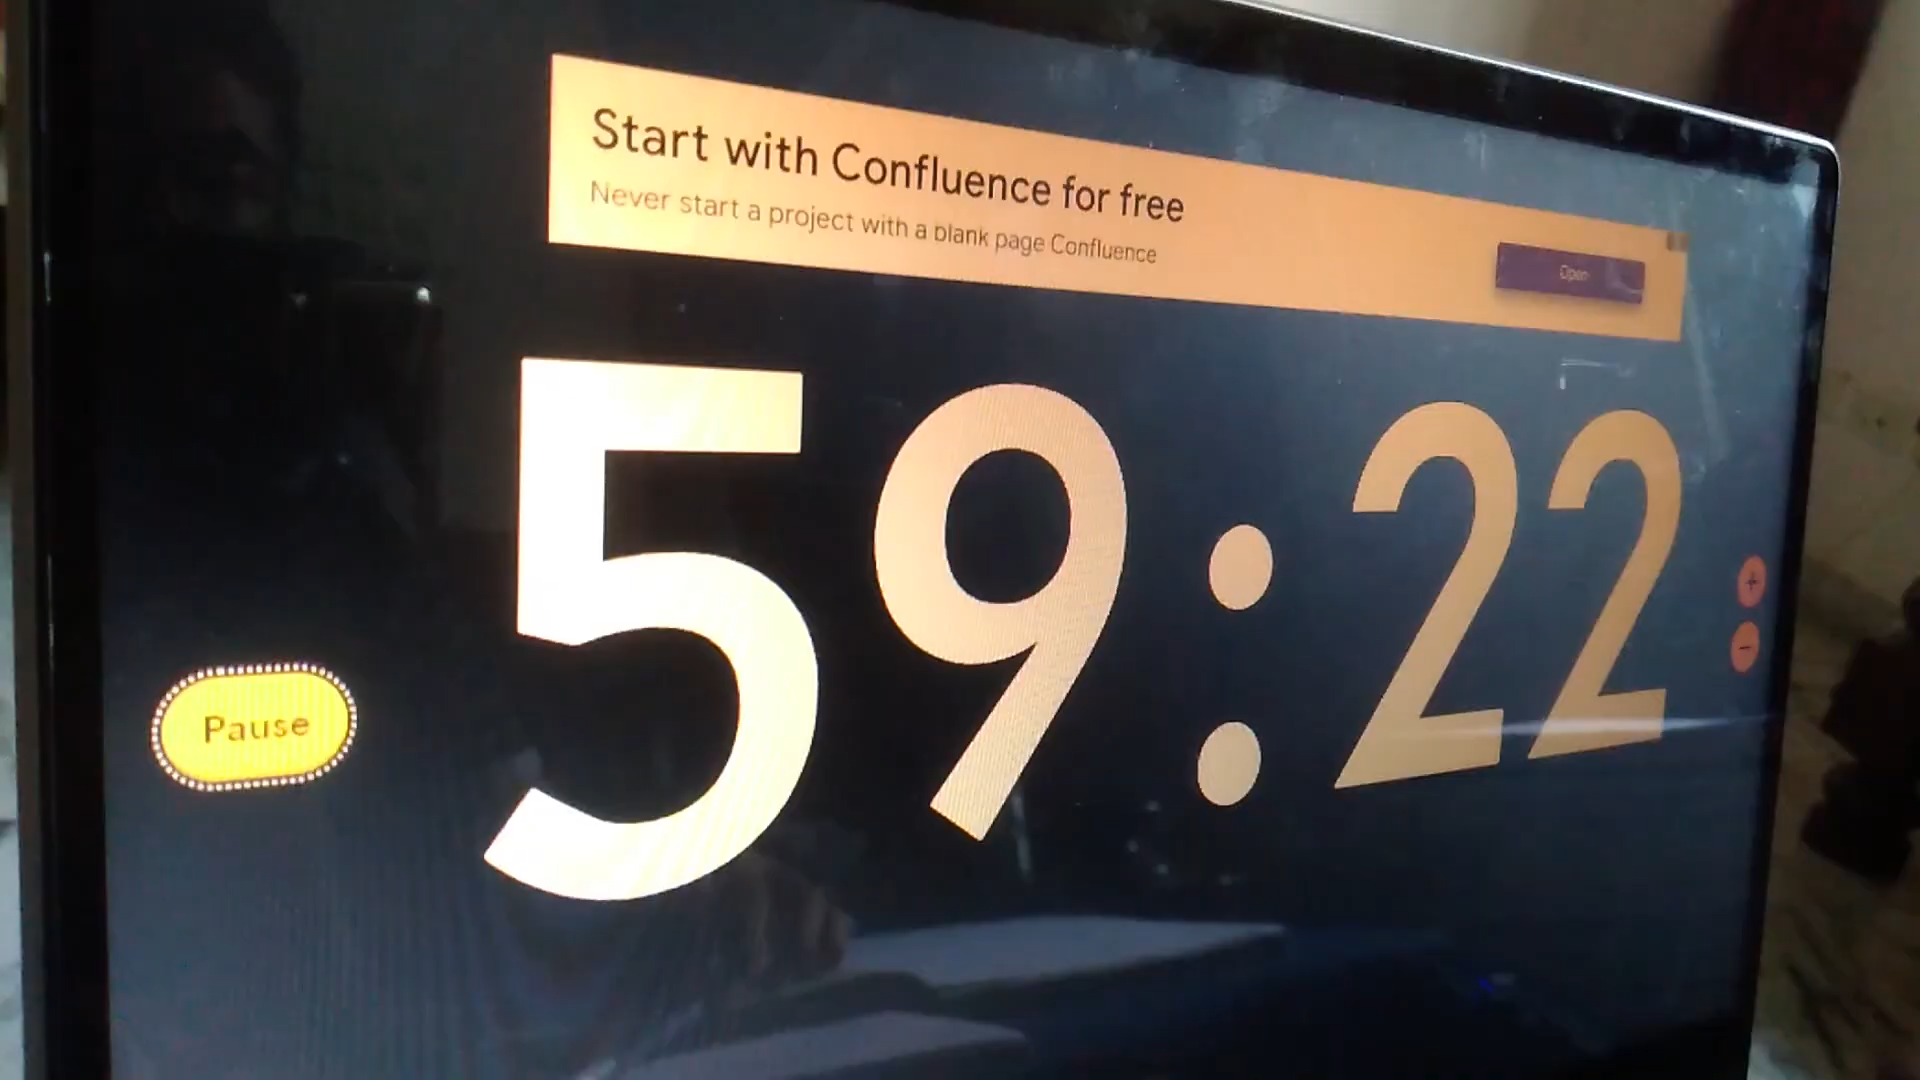 Start with Confluence for free
Never start a project with a blank page Confluence
Open
59:22
+
−
Pause